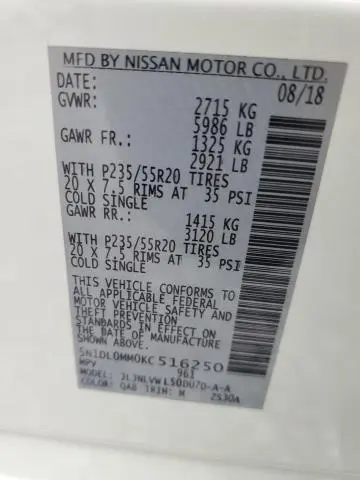 MFD BY NISSAN MOTOR CO., LTD.
DATE: 08/18
GVWR: 2715 KG
5986 LB
GAWR FR.: 1325 KG
2921 LB
WITH P235/55R20 TIRES
20 X 7.5 RIMS AT 35 PSI
COLD SINGLE
GAWR RR.: 1415 KG
3120 LB
WITH P235/55R20 TIRES
20 X 7.5 RIMS AT 35 PSI
COLD SINGLE
THIS VEHICLE CONFORMS TO
ALL APPLICABLE FEDERAL
MOTOR VEHICLE SAFETY AND
THEFT PREVENTION
STANDARDS IN EFFECT ON
THE DATE OF MANUFACTURE
SHOWN ABOVE.
5N1DL0MM0KC516250
MPV 961
JLJNLVWL50DU7D-A-A
COLOR: QAB TRIM: M 2S30A